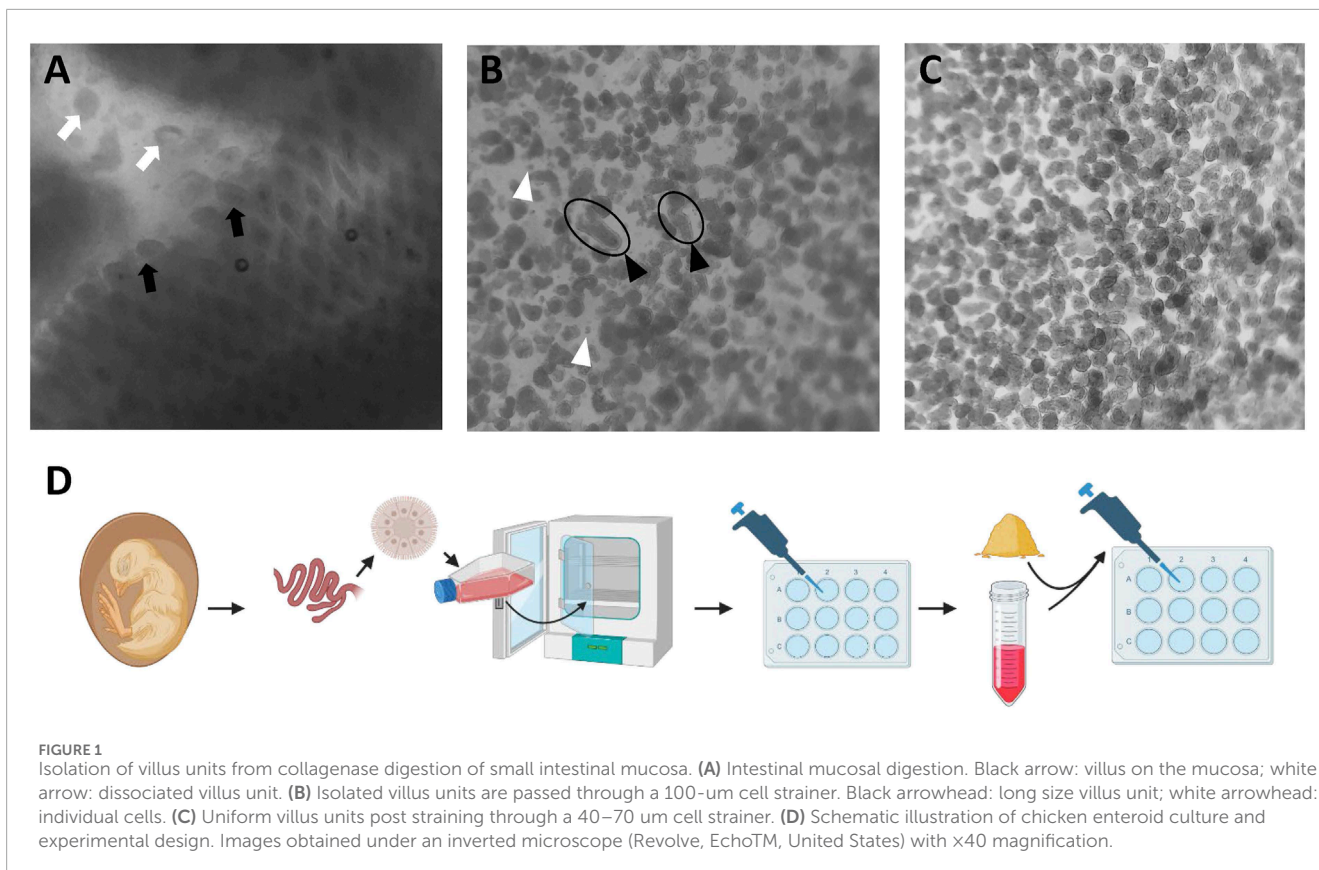 A
B
C
D
1 2 3 4
A
B
C
1 2 3 4
A
B
C
FIGURE 1
Isolation of villus units from collagenase digestion of small intestinal mucosa. (A) Intestinal mucosal digestion. Black arrow: villus on the mucosa; white
arrow: dissociated villus unit. (B) Isolated villus units are passed through a 100-um cell strainer. Black arrowhead: long size villus unit; white arrowhead:
individual cells. (C) Uniform villus units post straining through a 40–70 um cell strainer. (D) Schematic illustration of chicken enteroid culture and
experimental design. Images obtained under an inverted microscope (Revolve, EchoTM, United States) with ×40 magnification.